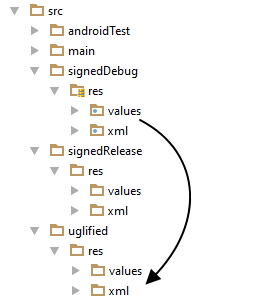 src
androidTest
main
signedDebug
res
values
xml
signedRelease
res
values
xml
uglified
res
values
xml